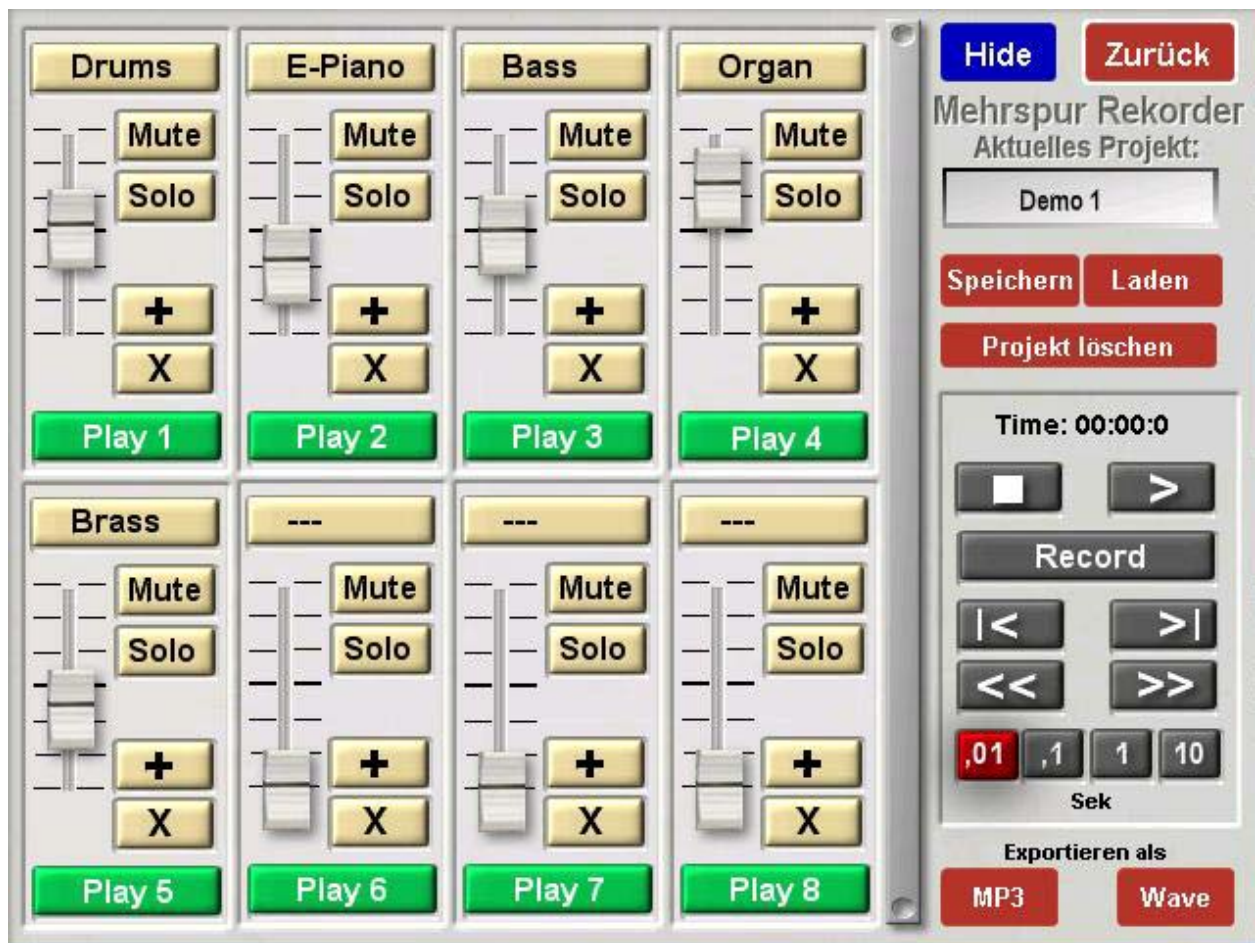 Drums
E-Piano
Bass
Organ
Mute
Mute
Mute
Mute
Solo
Solo
Solo
Solo
+
+
+
+
X
X
X
X
Play 1
Play 2
Play 3
Play 4
Brass
---
---
---
Mute
Mute
Mute
Mute
Solo
Solo
Solo
Solo
+
+
+
+
X
X
X
X
Play 5
Play 6
Play 7
Play 8
Hide
Zurück
Mehrspur Rekorder
Aktuelles Projekt:
Demo 1
Speichern
Laden
Projekt löschen
Time: 00:00:0
>
Record
|<
>|
<<
>>
,01
,1
1
10
Sek
Exportieren als
MP3
Wave